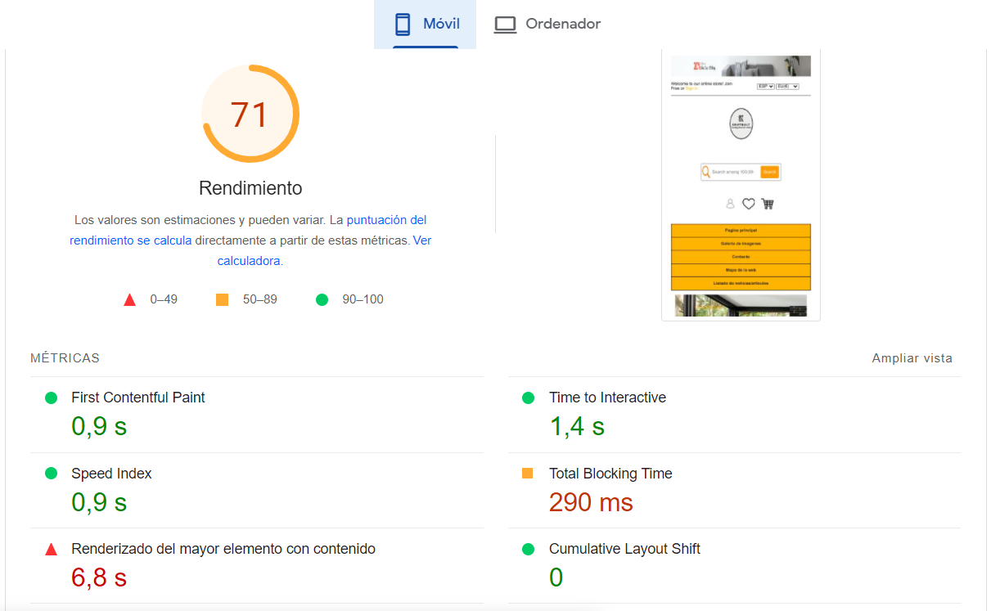 Móvil
Ordenador
71
Rendimiento
Los valores son estimaciones y pueden variar. La puntuación del
rendimiento se calcula directamente a partir de estas métricas. Ver
calculadora.
0–49
50–89
90–100
Welcome to our online store! Join
Free or Sign in
ESP
EU-€
Search among 100,00
Search
Pagina principal
Galeria de imagenes
Contacto
Mapa de la web
Listado de noticias/articulos
MÉTRICAS
Ampliar vista
First Contentful Paint
0,9 s
Time to Interactive
1,4 s
Speed Index
0,9 s
Total Blocking Time
290 ms
Renderizado del mayor elemento con contenido
6,8 s
Cumulative Layout Shift
0